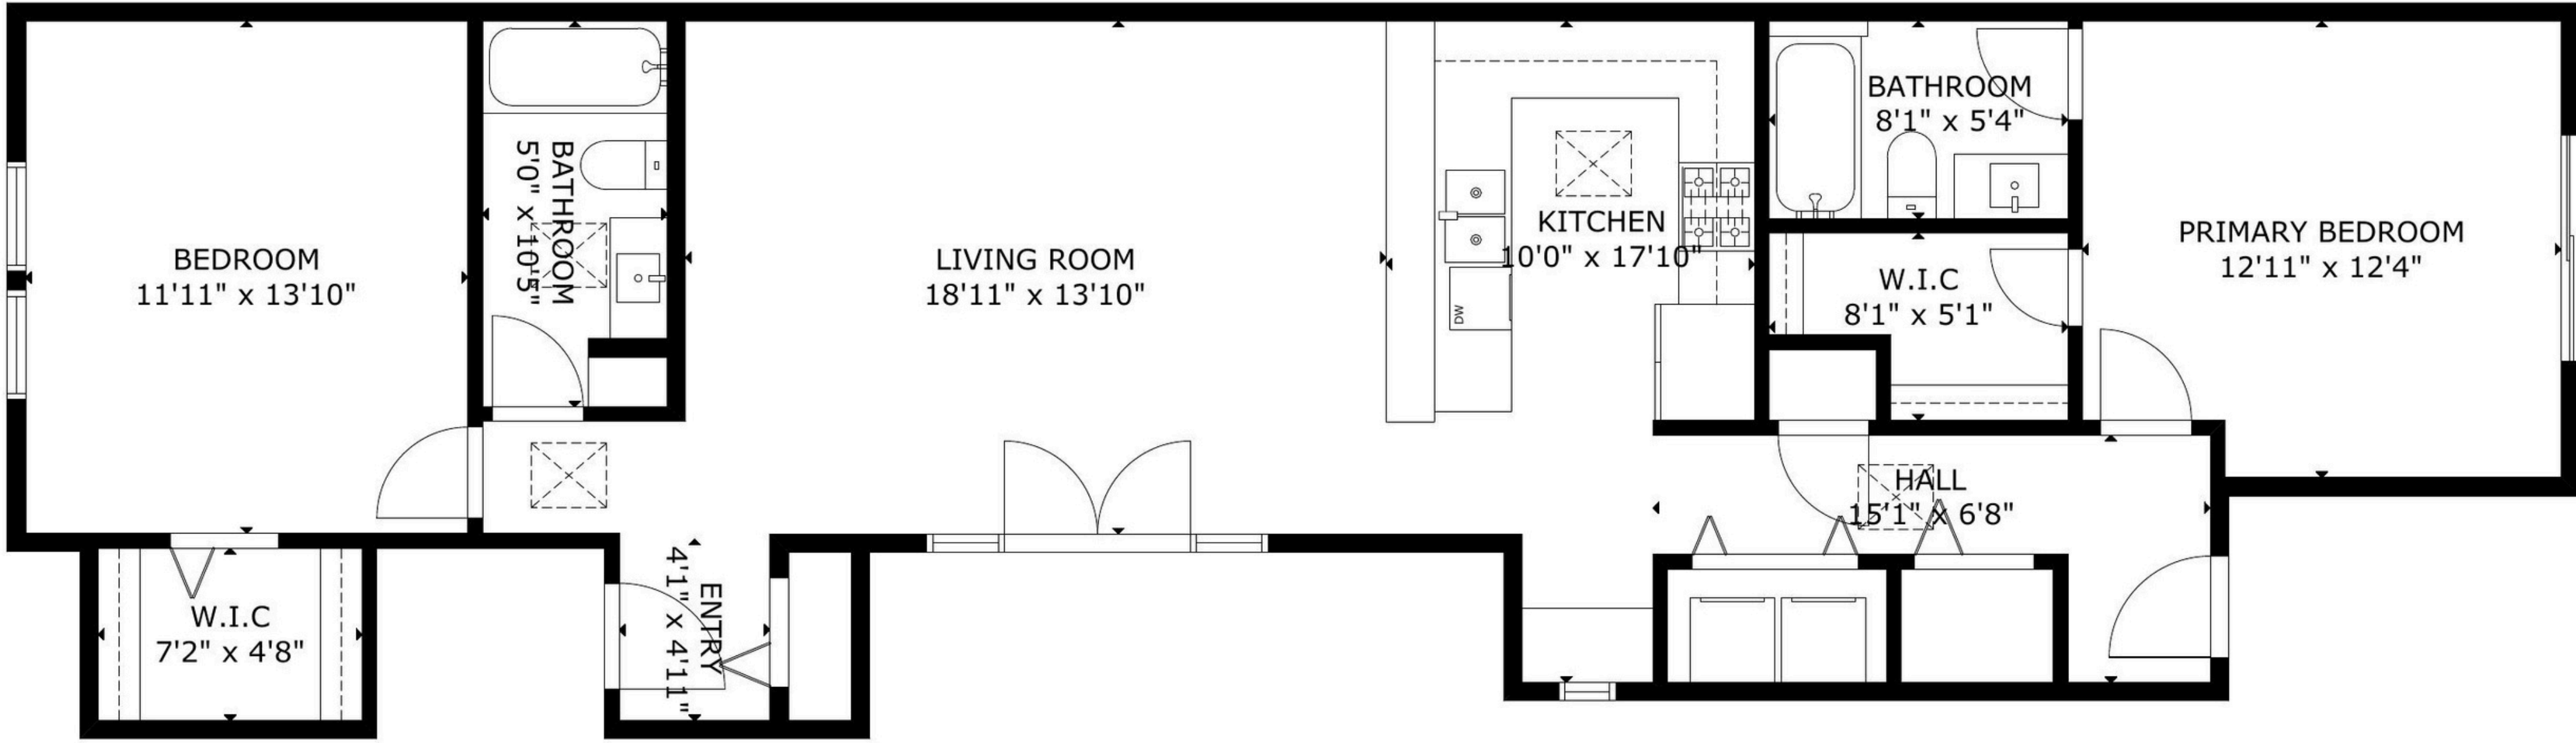 BEDROOM
11'11" x 13'10"
W.I.C
7'2" x 4'8"
BATHROOM
5'0" x 10'5"
ENTRY
4'1" x 4'11"
LIVING ROOM
18'11" x 13'10"
KITCHEN
10'0" x 17'10"
DW
BATHROOM
8'1" x 5'4"
W.I.C
8'1" x 5'1"
HALL
15'1" x 6'8"
PRIMARY BEDROOM
12'11" x 12'4"